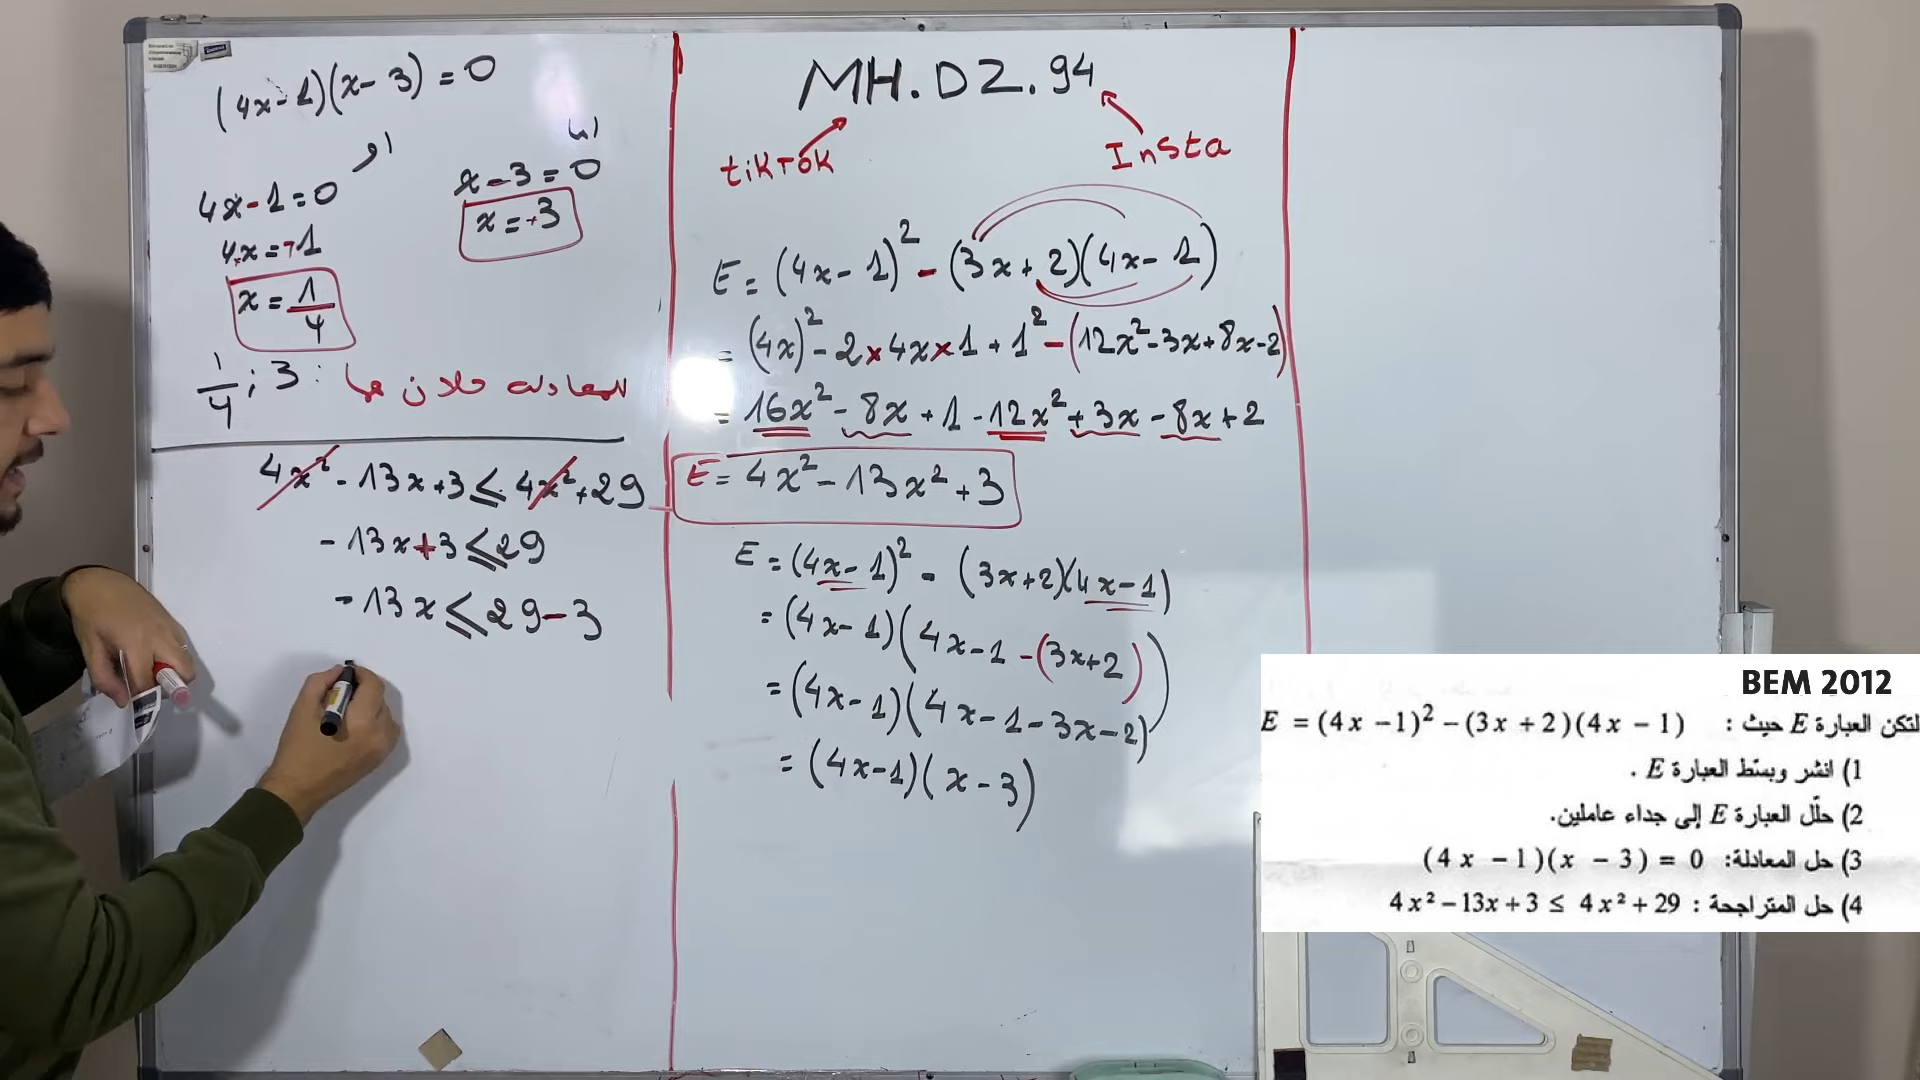 (4x-1)(x-3)=0
او
اما
4x-1=0
x-3=0
4x=+1
x=+3
x=1/4
للمعادلة حلان هما: 3 ; 1/4
4x²-13x+3≤4x²+29
-13x+3≤29
-13x≤29-3
MH.DZ.94
tikTok
InSta
E=(4x-1)²-(3x+2)(4x-1)
=(4x)²-2×4x×1+1²-(12x²-3x+8x-2)
=16x²-8x+1-12x²+3x-8x+2
E=4x²-13x²+3
E=(4x-1)²-(3x+2)(4x-1)
=(4x-1)(4x-1-(3x+2))
=(4x-1)(4x-1-3x-2)
=(4x-1)(x-3)
BEM 2012
لتكن العبارة E حيث : E = (4x -1)² -(3x +2)(4x - 1)
1) انشر وبسّط العبارة E .
2) حلّل العبارة E إلى جداء عاملين.
3) حل المعادلة: (4 x - 1)(x - 3) = 0
4) حل المتراجحة : 4x² -13x + 3 ≤ 4x² + 29